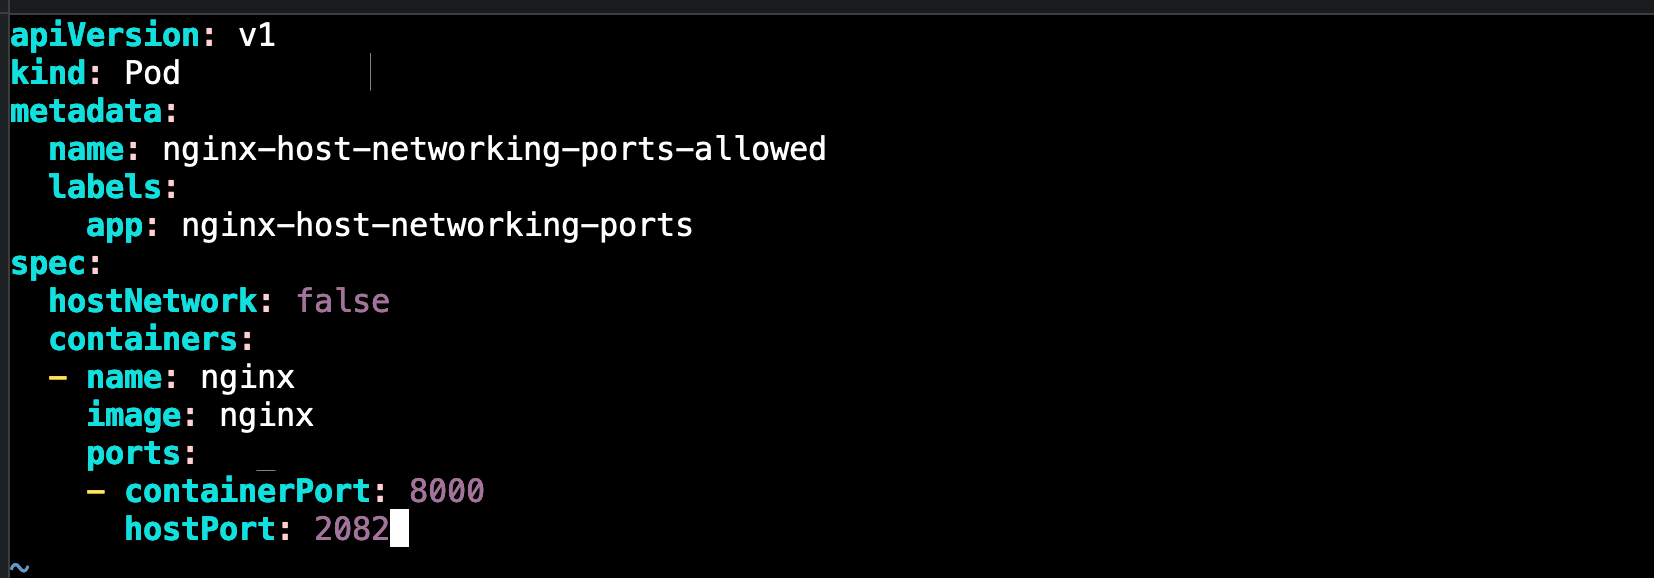 apiVersion: v1
kind: Pod
metadata:
  name: nginx-host-networking-ports-allowed
  labels:
    app: nginx-host-networking-ports
spec:
  hostNetwork: false
  containers:
  - name: nginx
    image: nginx
    ports:
    - containerPort: 8000
      hostPort: 2082
~